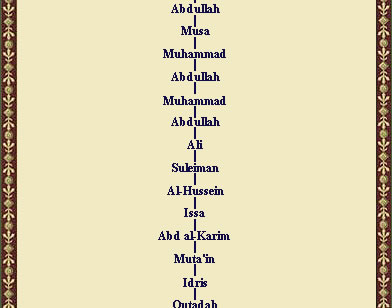 Abdullah
Musa
Muhammad
Abdullah
Muhammad
Abdullah
Ali
Suleiman
Al-Hussein
Issa
Abd al-Karim
Muta'in
Idris
Qutadah